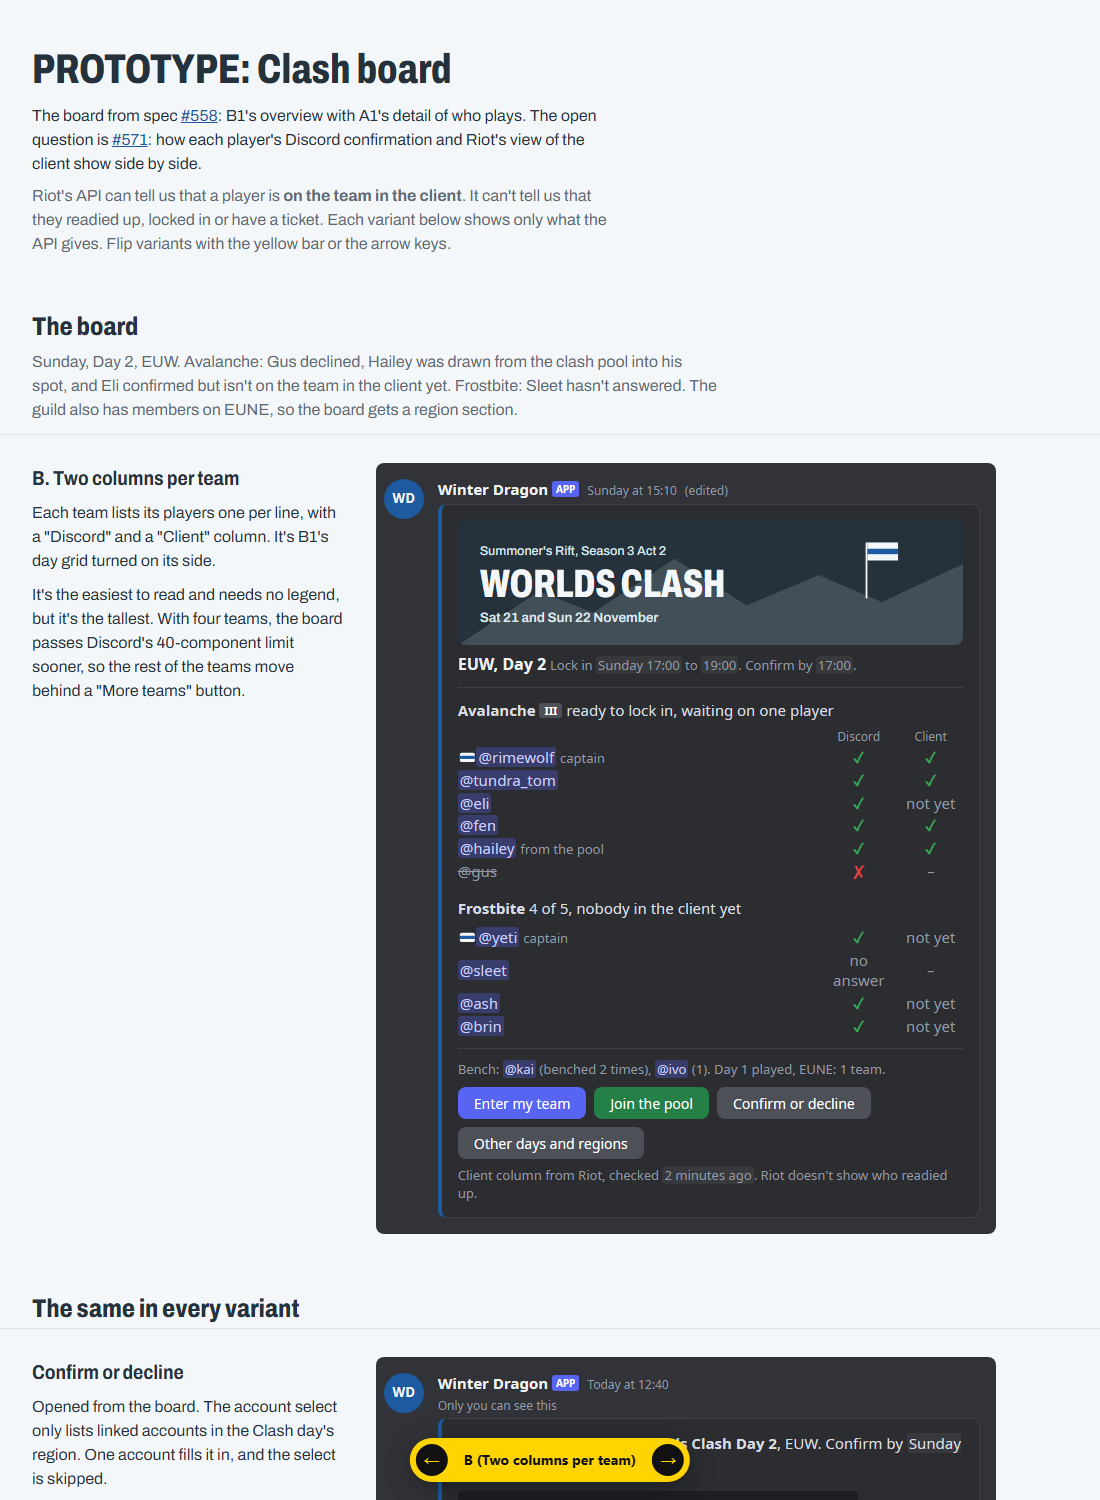 PROTOTYPE: Clash board
The board from spec #558: B1's overview with A1's detail of who plays. The open
question is #571: how each player's Discord confirmation and Riot's view of the
client show side by side.
Riot's API can tell us that a player is on the team in the client. It can't tell us that
they readied up, locked in or have a ticket. Each variant below shows only what the
API gives. Flip variants with the yellow bar or the arrow keys.
The board
Sunday, Day 2, EUW. Avalanche: Gus declined, Hailey was drawn from the clash pool into his
spot, and Eli confirmed but isn't on the team in the client yet. Frostbite: Sleet hasn't answered. The
guild also has members on EUNE, so the board gets a region section.
B. Two columns per team
Each team lists its players one per line, with
a "Discord" and a "Client" column. It's B1's
day grid turned on its side.
It's the easiest to read and needs no legend,
but it's the tallest. With four teams, the board
passes Discord's 40-component limit
sooner, so the rest of the teams move
behind a "More teams" button.
WD
Winter Dragon APP Sunday at 15:10 (edited)
Summoner's Rift, Season 3 Act 2
WORLDS CLASH
Sat 21 and Sun 22 November
EUW, Day 2 Lock in Sunday 17:00 to 19:00. Confirm by 17:00.
Avalanche III ready to lock in, waiting on one player
Discord Client
@rimewolf captain ✓ ✓
@tundra_tom ✓ ✓
@eli ✓ not yet
@fen ✓ ✓
@hailey from the pool ✓ ✓
@gus ✗ –
Frostbite 4 of 5, nobody in the client yet
@yeti captain ✓ not yet
@sleet no answer –
@ash ✓ not yet
@brin ✓ not yet
Bench: @kai (benched 2 times), @ivo (1). Day 1 played, EUNE: 1 team.
Enter my team Join the pool Confirm or decline
Other days and regions
Client column from Riot, checked 2 minutes ago. Riot doesn't show who readied
up.
The same in every variant
Confirm or decline
Opened from the board. The account select
only lists linked accounts in the Clash day's
region. One account fills it in, and the select
is skipped.
WD
Winter Dragon APP Today at 12:40
Only you can see this
Clash Day 2, EUW. Confirm by Sunday
← B (Two columns per team) →